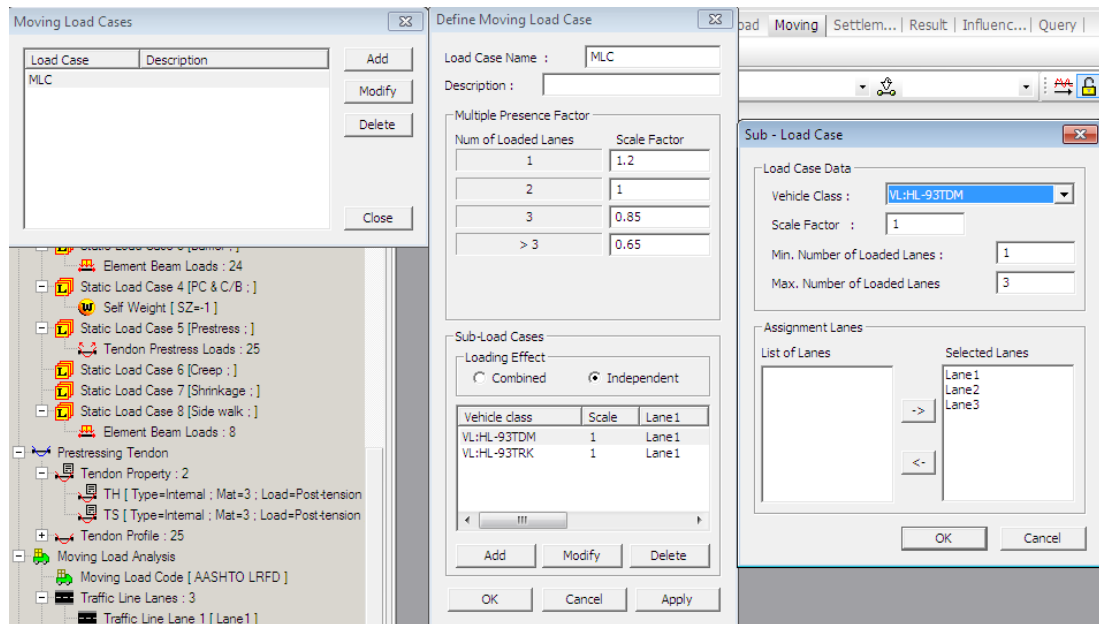 Moving Load Cases
Load Case Description
MLC
Add
Modify
Delete
Close
Element Beam Loads : 24
Static Load Case 4 [PC & C/B ; ]
Self Weight [ SZ=-1 ]
Static Load Case 5 [Prestress ; ]
Tendon Prestress Loads : 25
Static Load Case 6 [Creep ; ]
Static Load Case 7 [Shrinkage ; ]
Static Load Case 8 [Side walk ; ]
Element Beam Loads : 8
Prestressing Tendon
Tendon Property : 2
TH [ Type=Internal ; Mat=3 ; Load=Post-tension
TS [ Type=Internal ; Mat=3 ; Load=Post-tension
Tendon Profile : 25
Moving Load Analysis
Moving Load Code [ AASHTO LRFD ]
Traffic Line Lanes : 3
Traffic Line Lane 1 [ Lane1 ]
Define Moving Load Case
Load Case Name : MLC
Description :
Multiple Presence Factor
Num of Loaded Lanes Scale Factor
1 1.2
2 1
3 0.85
> 3 0.65
Sub-Load Cases
Loading Effect
Combined Independent
Vehicle class Scale Lane1
VL:HL-93TDM 1 Lane1
VL:HL-93TRK 1 Lane1
Add Modify Delete
OK Cancel Apply
Moving Settlem... | Result | Influenc... | Query |
Sub - Load Case
Load Case Data
Vehicle Class : VL:HL-93TDM
Scale Factor : 1
Min. Number of Loaded Lanes : 1
Max. Number of Loaded Lanes 3
Assignment Lanes
List of Lanes Selected Lanes
Lane1
Lane2
Lane3
->
<-
OK Cancel